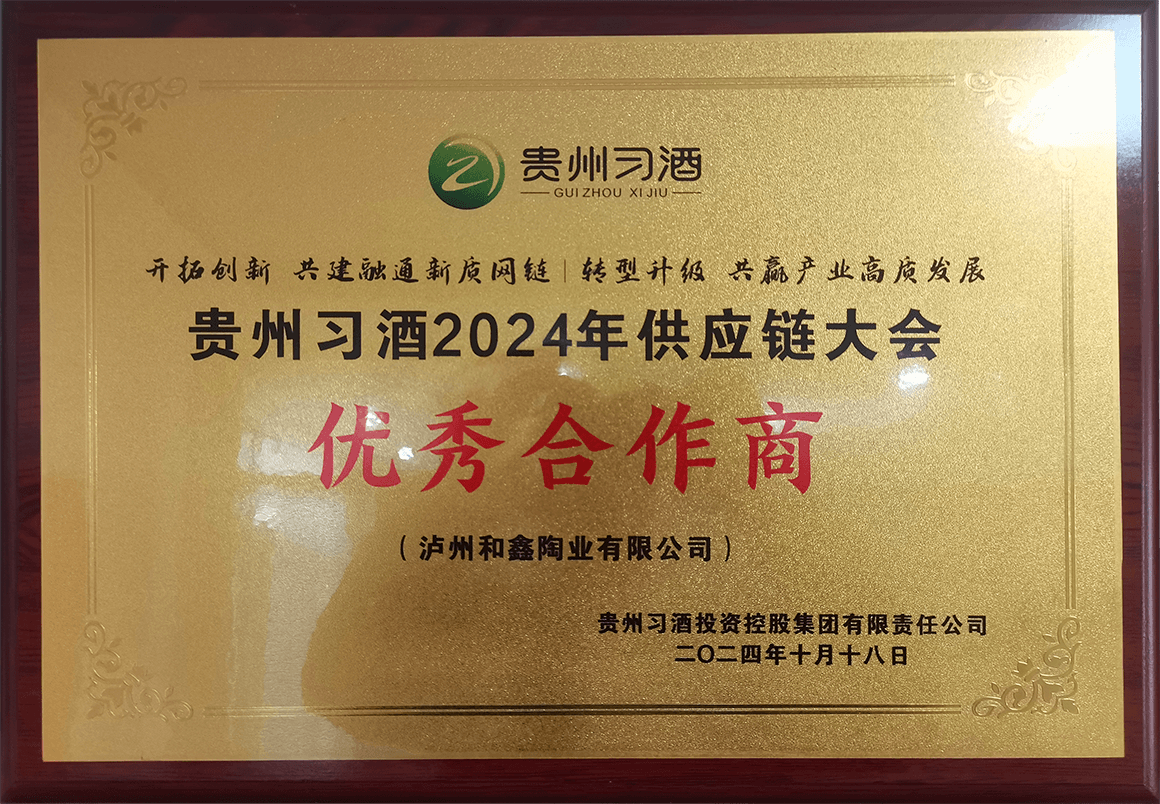 贵州习酒
GUIZHOU XIJIU
开拓创新 共建融通新质网链|转型升级 共赢产业高质发展
贵州习酒2024年供应链大会
优秀合作商
(泸州和鑫陶业有限公司)
贵州习酒投资控股集团有限责任公司
二〇二四年十月十八日